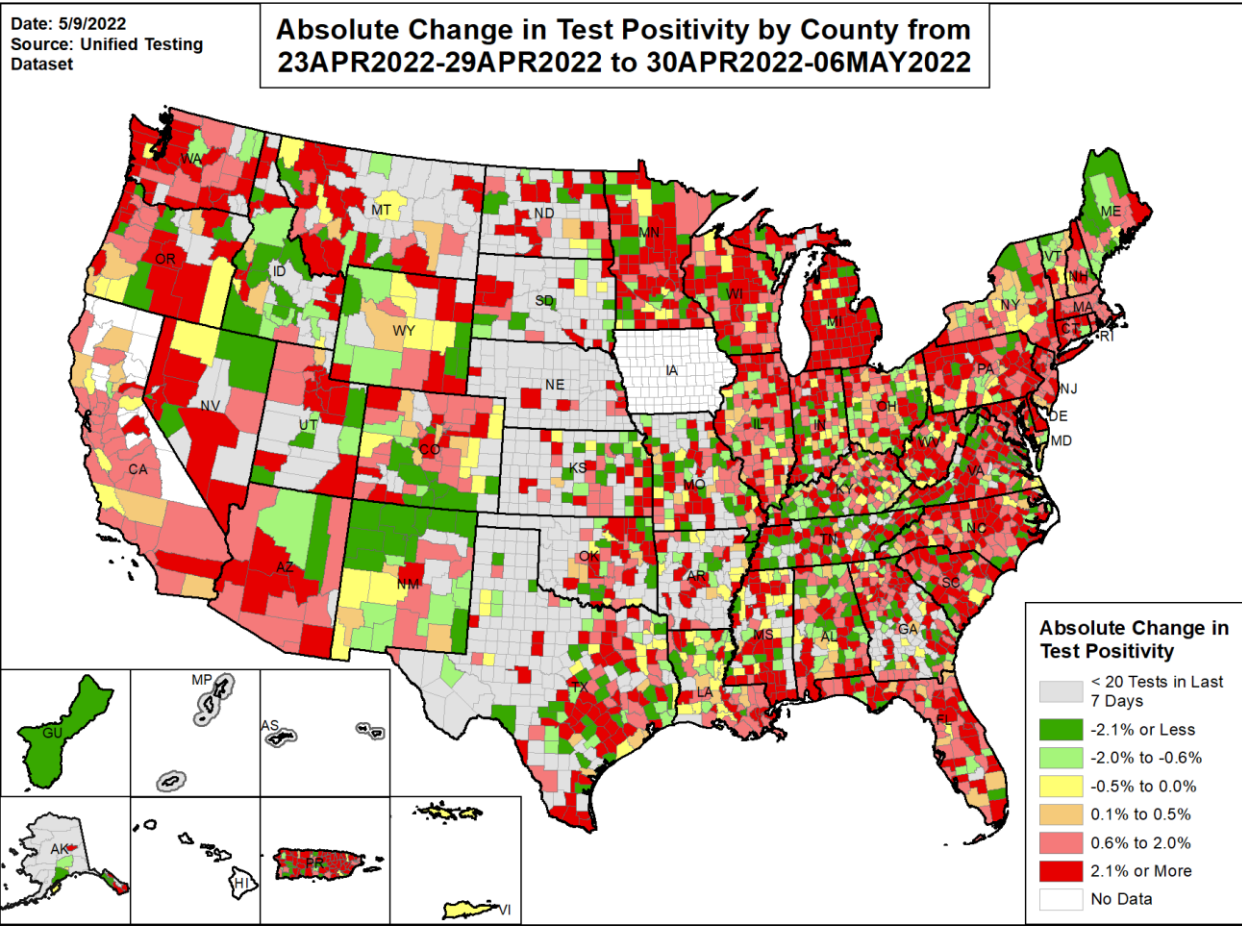 Date: 5/9/2022
Source: Unified Testing
Dataset
Absolute Change in Test Positivity by County from
23APR2022-29APR2022 to 30APR2022-06MAY2022
WA
MT
ND
MN
ME
OR
ID
SD
WI
MI
VT
NH
NY
MA
CT
RI
WY
IA
PA
NJ
NE
NV
UT
CO
IL
IN
OH
DE
MD
WV
VA
CA
KS
MO
KY
NC
TN
AZ
NM
OK
AR
SC
MS
AL
GA
TX
LA
FL
GU
MP
AS
AK
HI
PR
VI
Absolute Change in
Test Positivity
< 20 Tests in Last
7 Days
-2.1% or Less
-2.0% to -0.6%
-0.5% to 0.0%
0.1% to 0.5%
0.6% to 2.0%
2.1% or More
No Data